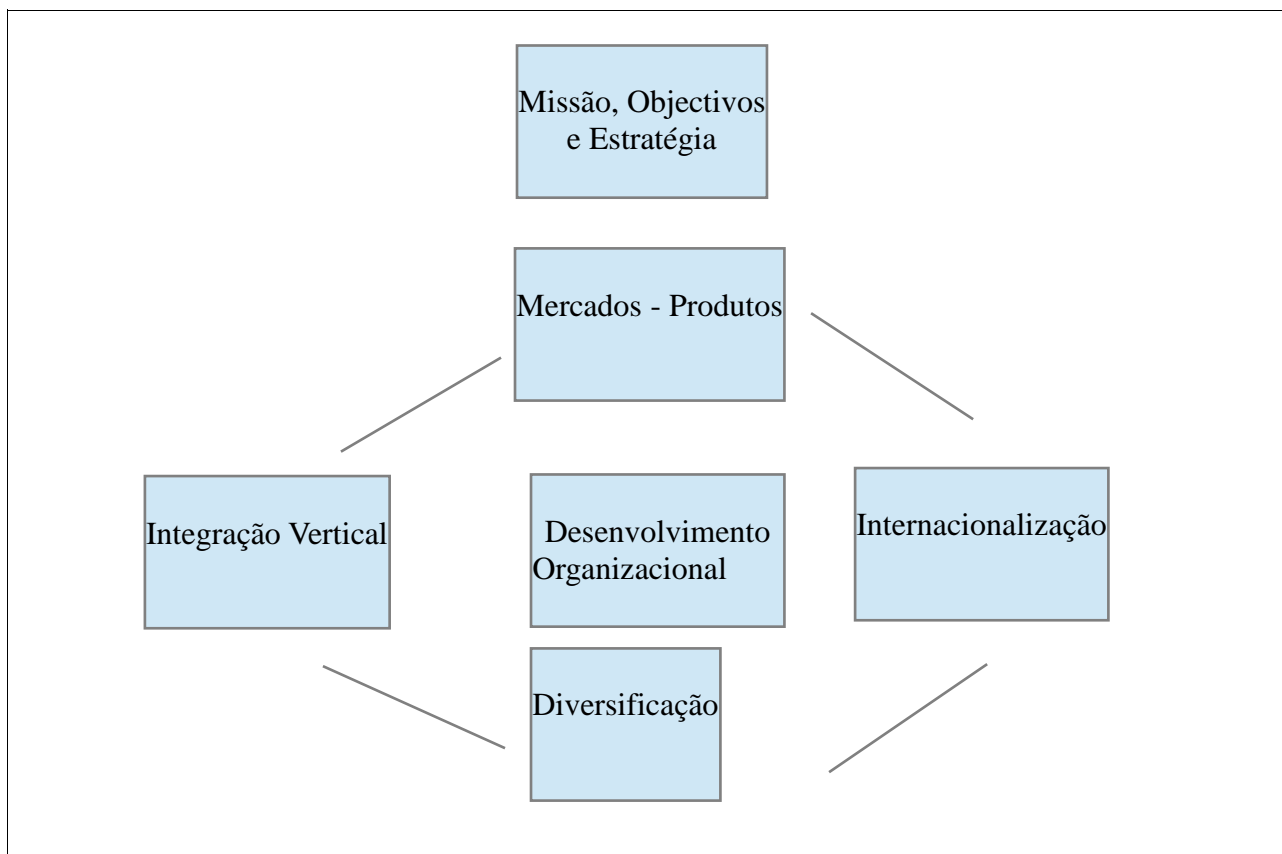 Missão, Objectivos
e Estratégia
Mercados - Produtos
Integração Vertical
Desenvolvimento
Organizacional
Internacionalização
Diversificação